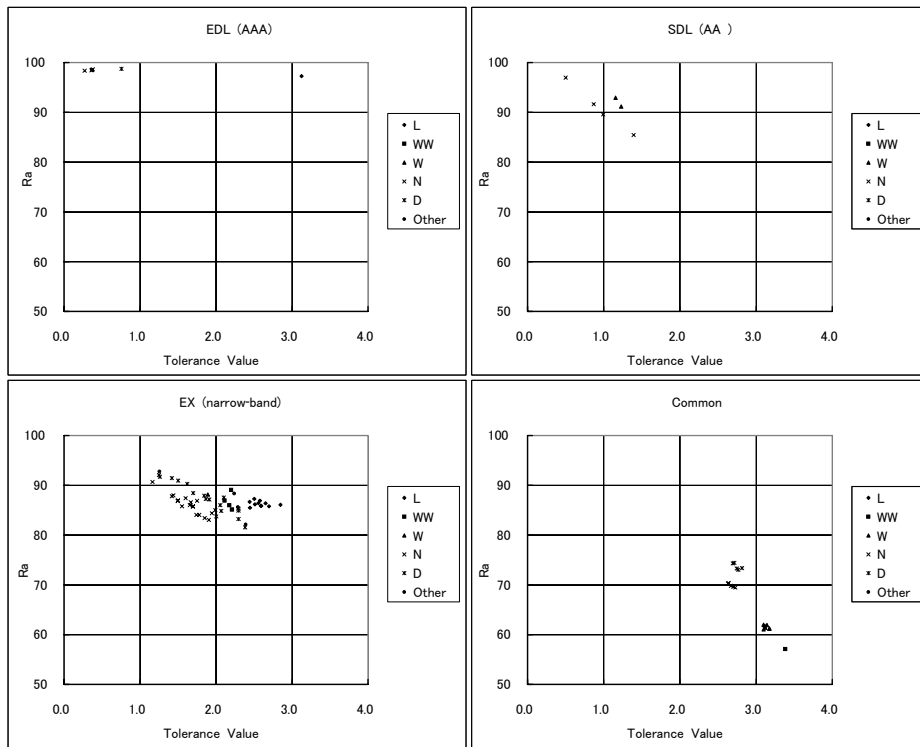 EDL (AAA)
100
90
80
70
60
50
Ra
0.0 1.0 2.0 3.0 4.0
Tolerance Value
L
WW
W
N
D
Other
SDL (AA )
100
90
80
70
60
50
Ra
0.0 1.0 2.0 3.0 4.0
Tolerance Value
L
WW
W
N
D
Other
EX (narrow-band)
100
90
80
70
60
50
Ra
0.0 1.0 2.0 3.0 4.0
Tolerance Value
L
WW
W
N
D
Other
Common
100
90
80
70
60
50
Ra
0.0 1.0 2.0 3.0 4.0
Tolerance Value
L
WW
W
N
D
Other